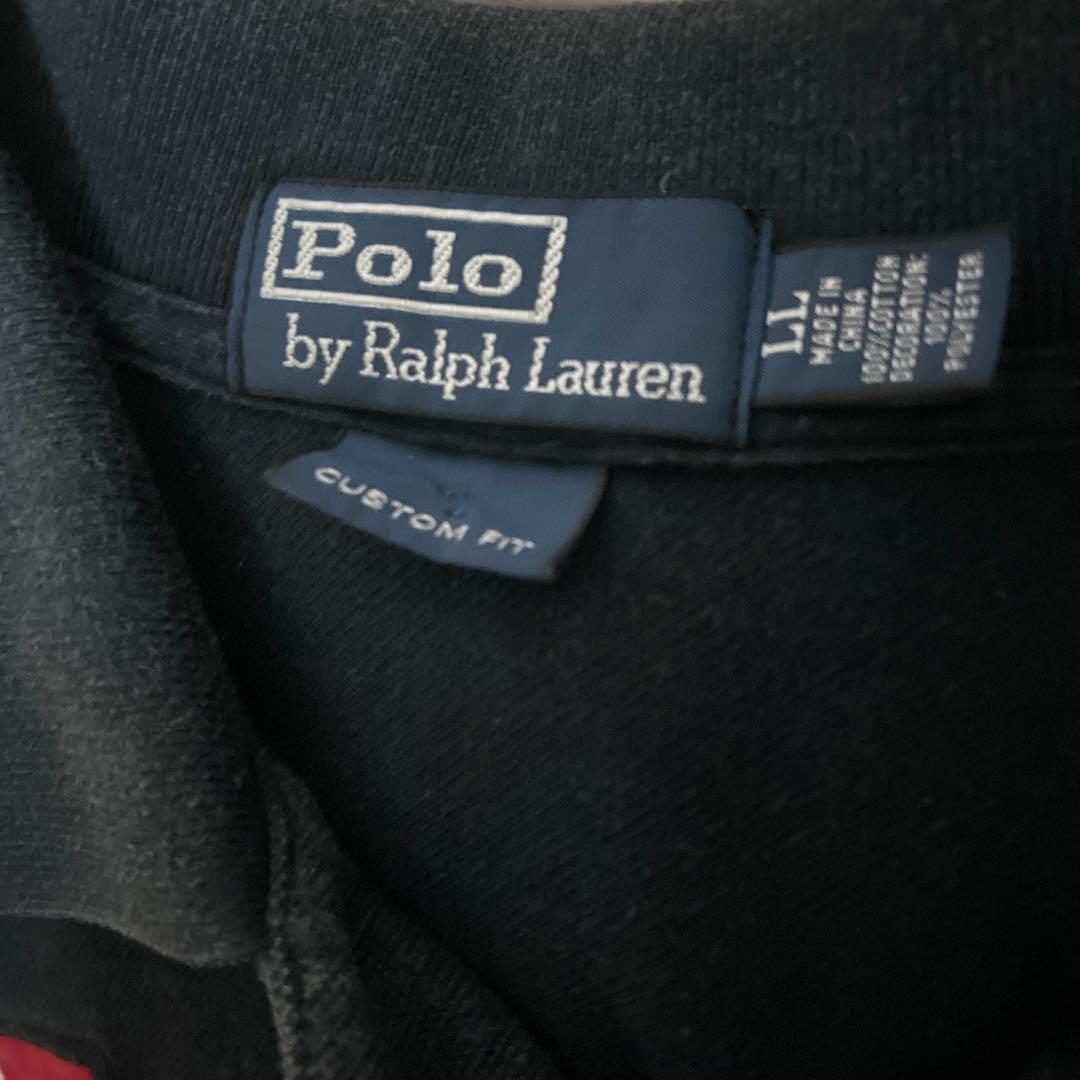 Polo
by Ralph Lauren
LL
MADE IN
CHINA
100%COTTON
DECORATION:
100%
POLYESTER
CUSTOM FIT